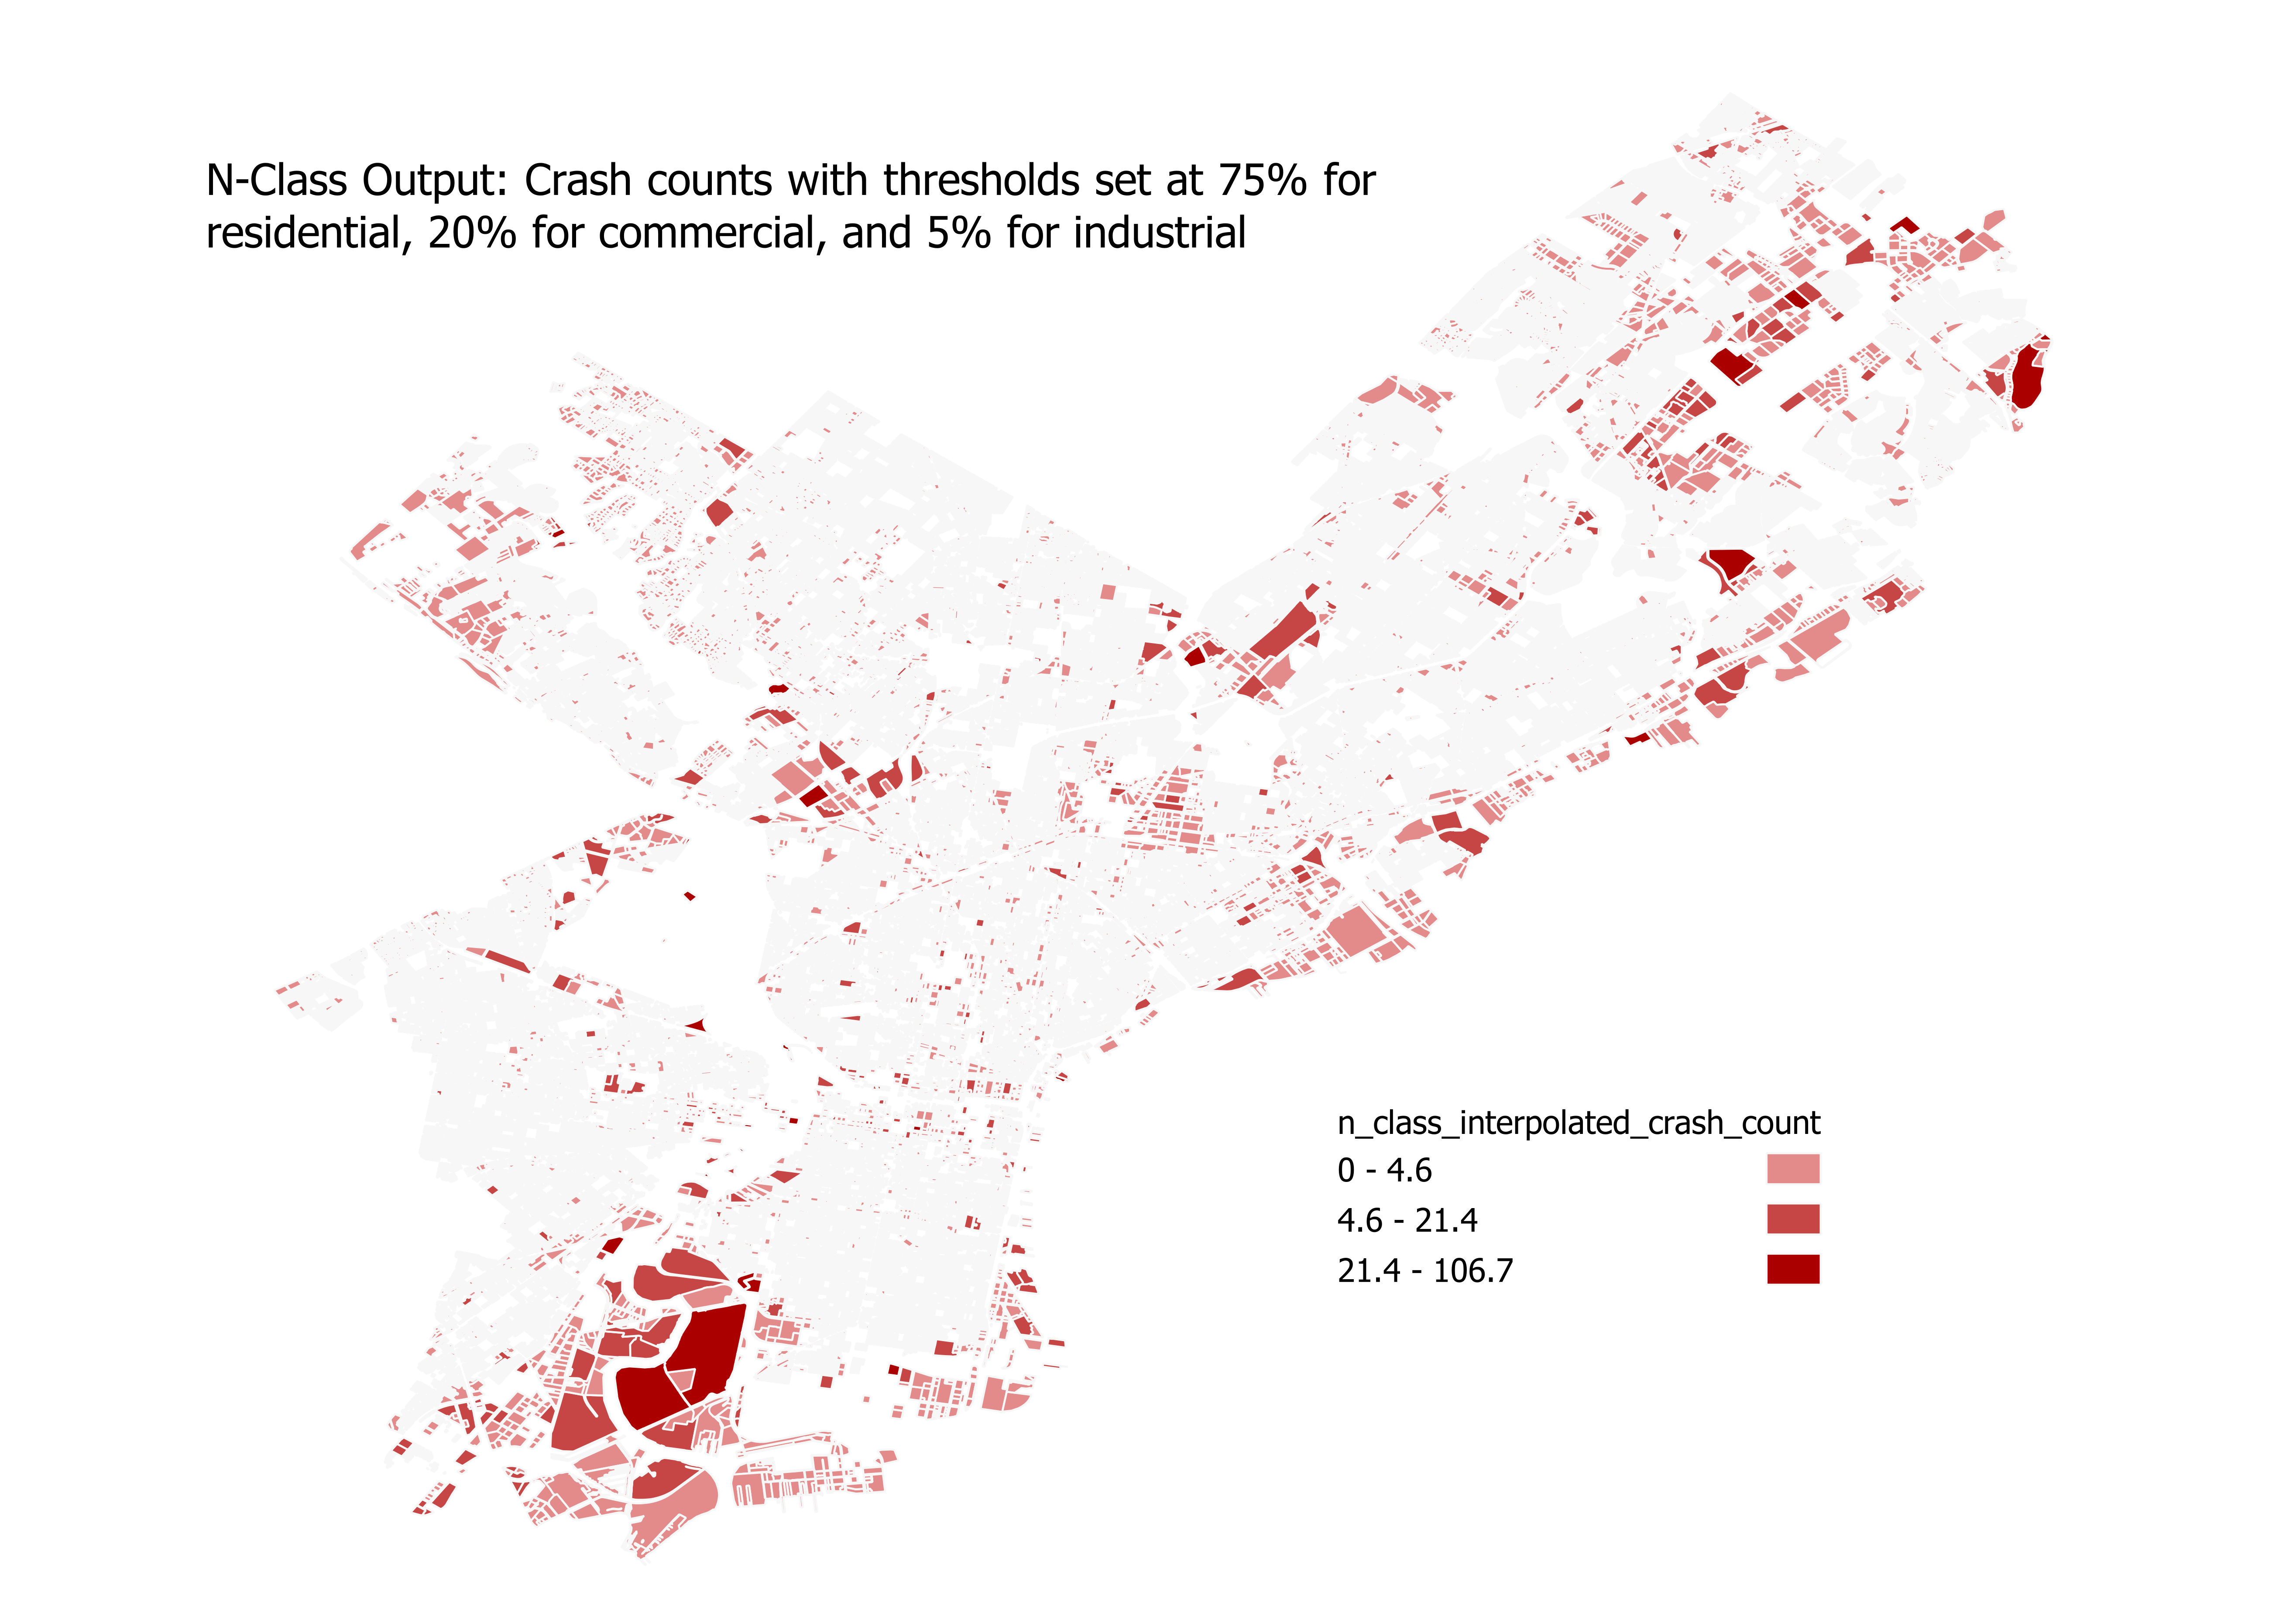 N-Class Output: Crash counts with thresholds set at 75% for
residential, 20% for commercial, and 5% for industrial
n_class_interpolated_crash_count
0 - 4.6
4.6 - 21.4
21.4 - 106.7